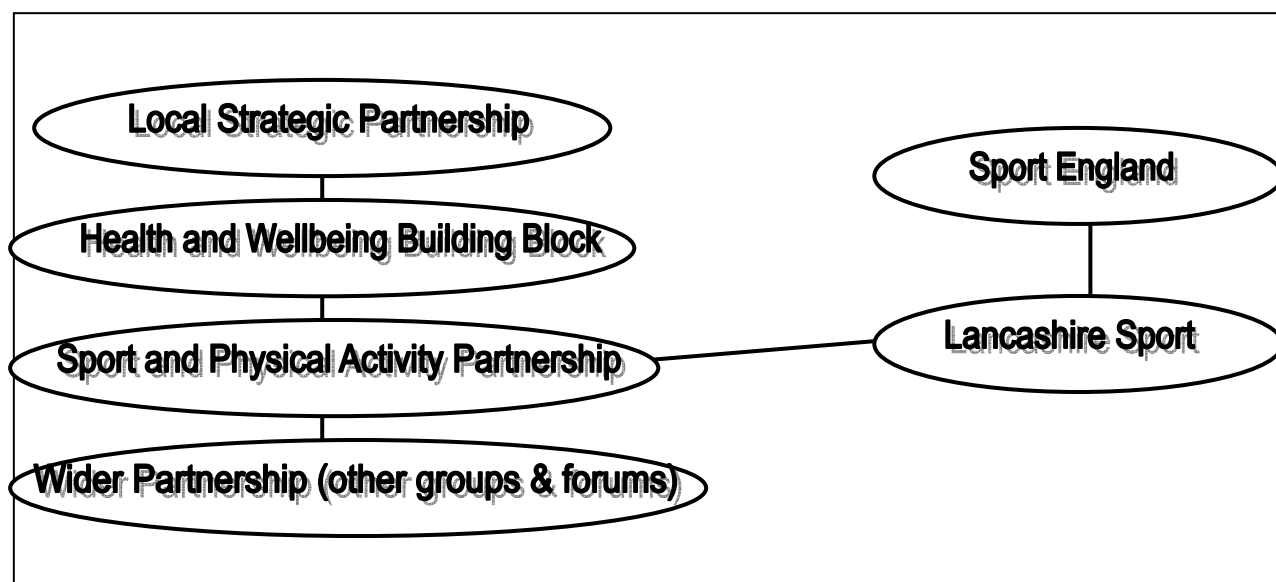 Local Strategic Partnership
Sport England
Health and Wellbeing Building Block
Lancashire Sport
Sport and Physical Activity Partnership
Wider Partnership (other groups & forums)